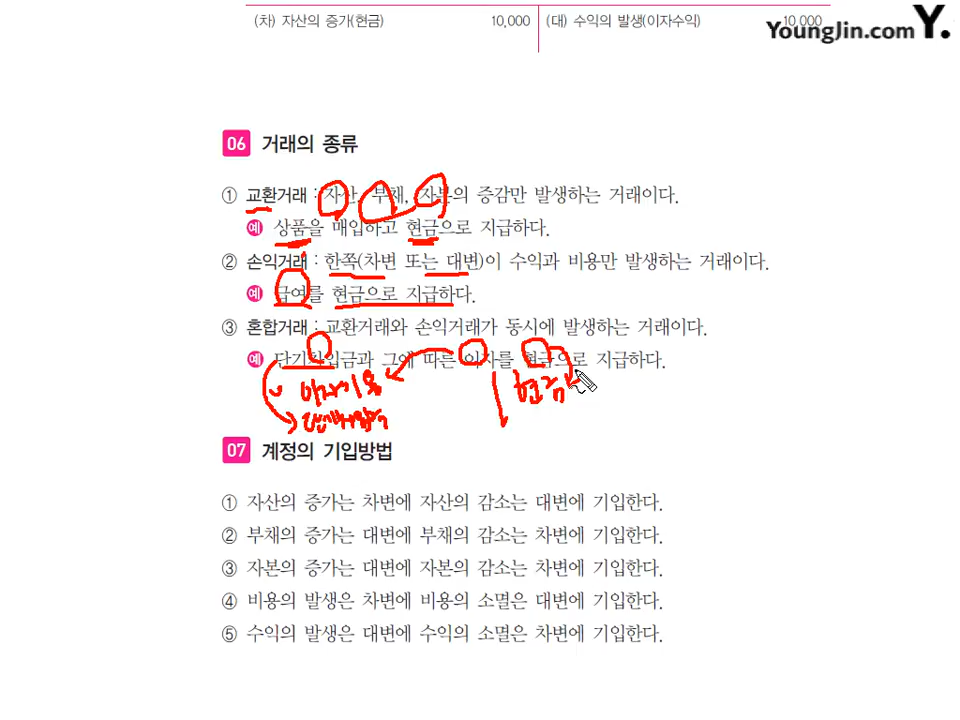 (차) 자산의 증가(현금) 10,000 (대) 수익의 발생(이자수익) 10,000
YoungJin.com Y.
06 거래의 종류
① 교환거래 : 자산, 부채, 자본의 증감만 발생하는 거래이다.
예 상품을 매입하고 현금으로 지급하다.
② 손익거래 : 한쪽(차변 또는 대변)이 수익과 비용만 발생하는 거래이다.
예 급여를 현금으로 지급하다.
③ 혼합거래 : 교환거래와 손익거래가 동시에 발생하는 거래이다.
예 단기차입금과 그에 따른 이자를 현금으로 지급하다.
이자비용 현금
단기차입금
07 계정의 기입방법
① 자산의 증가는 차변에 자산의 감소는 대변에 기입한다.
② 부채의 증가는 대변에 부채의 감소는 차변에 기입한다.
③ 자본의 증가는 대변에 자본의 감소는 차변에 기입한다.
④ 비용의 발생은 차변에 비용의 소멸은 대변에 기입한다.
⑤ 수익의 발생은 대변에 수익의 소멸은 차변에 기입한다.